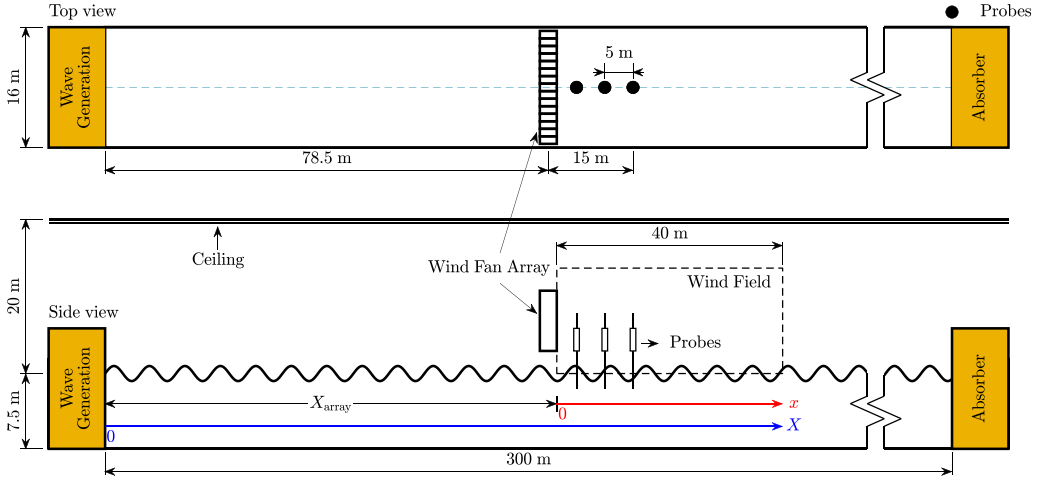 Top view
Probes
16 m
Wave
Generation
5 m
Absorber
78.5 m
15 m
40 m
Ceiling
Wind Fan Array
Wind Field
20 m
Side view
Probes
7.5 m
Wave
Generation
Xarray
0
x
0
X
Absorber
300 m